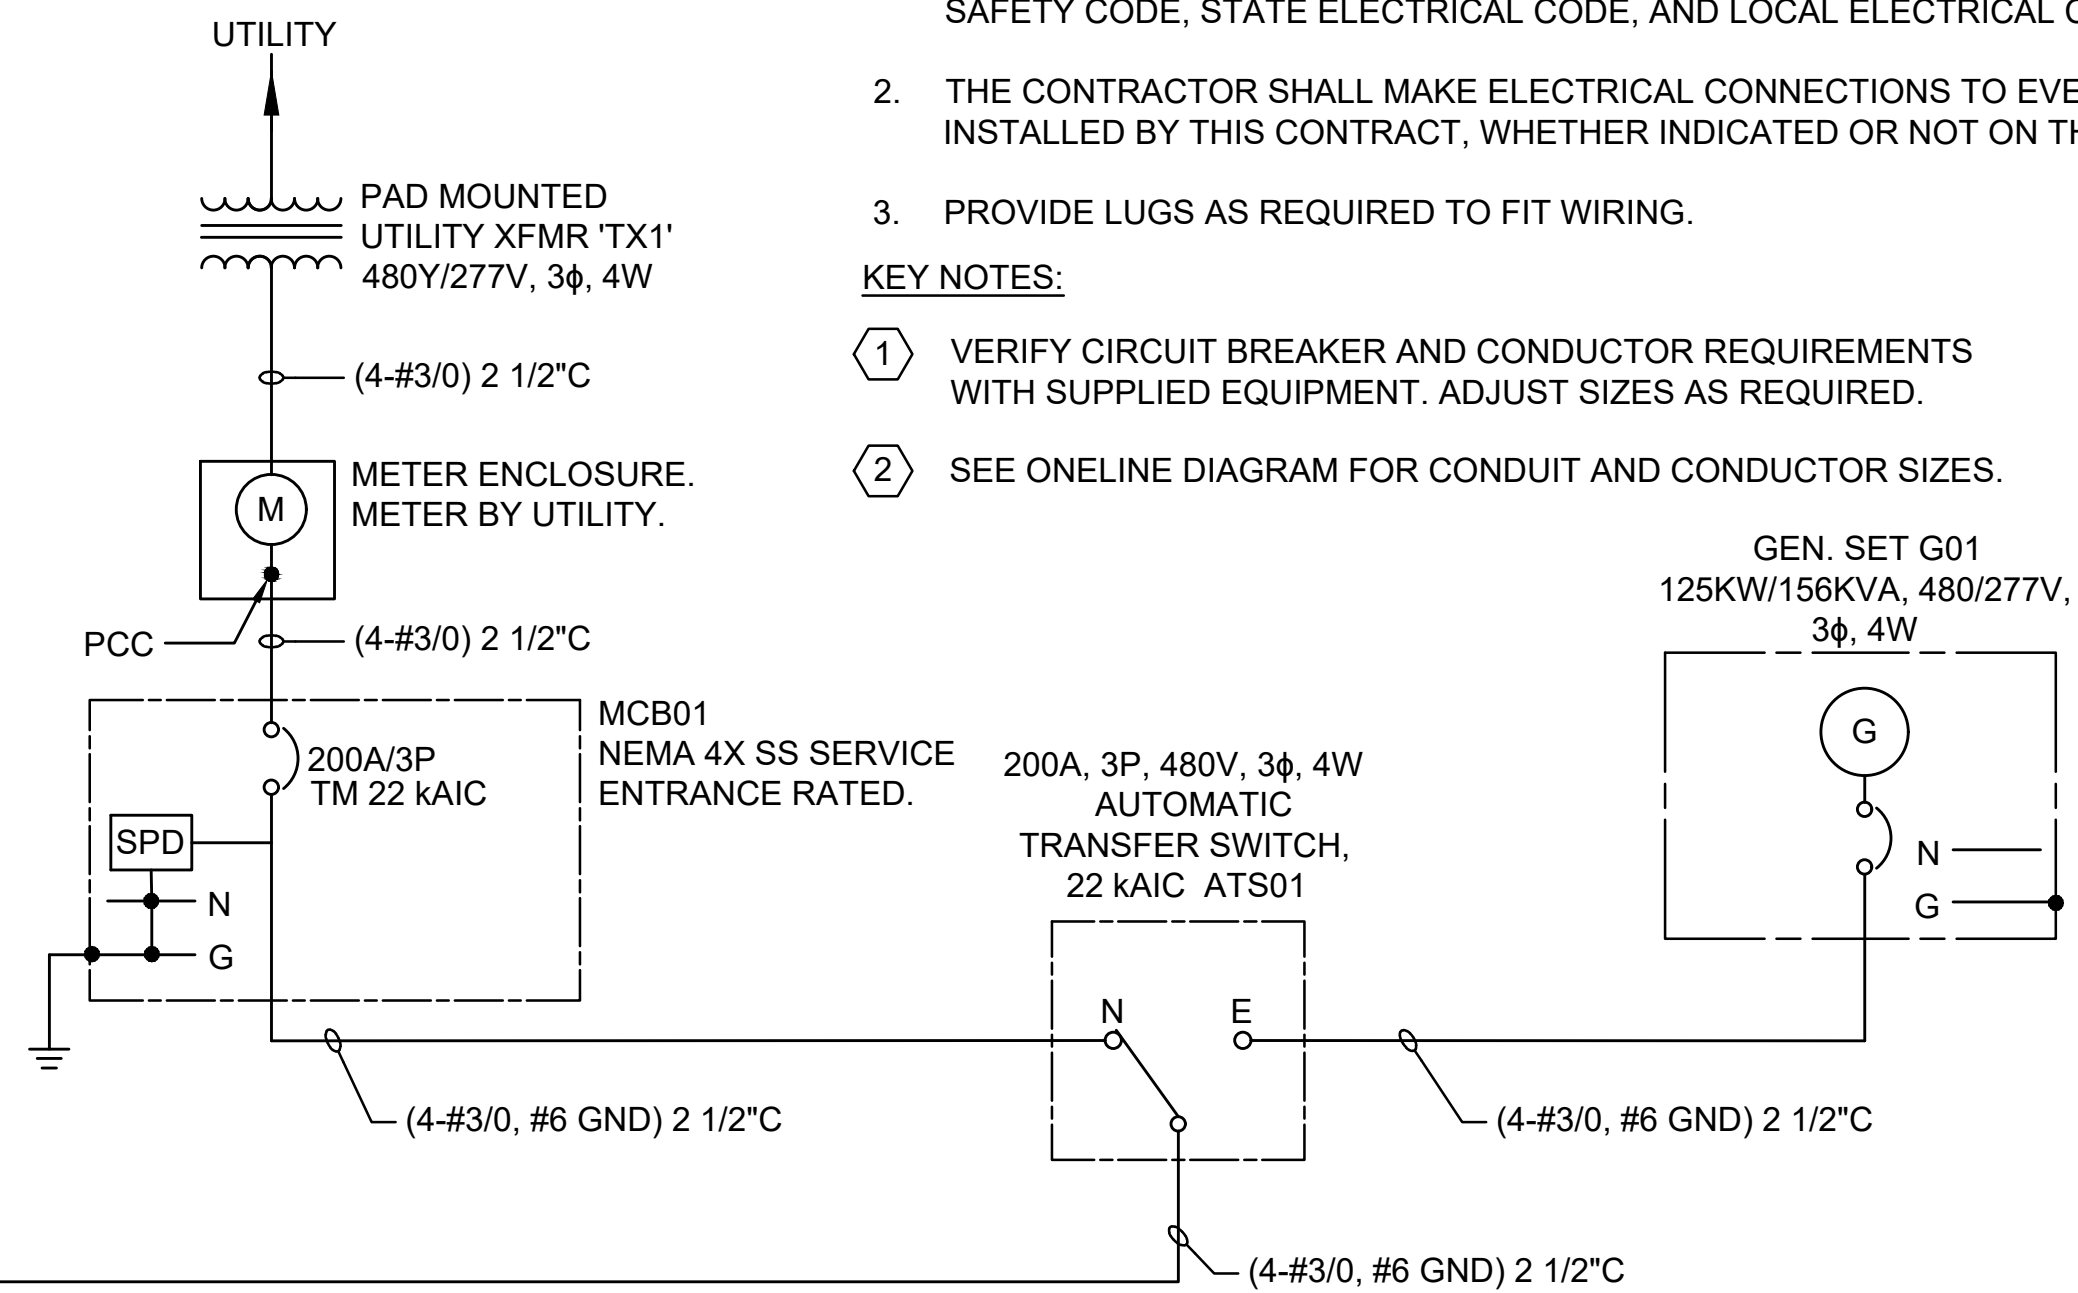 SAFETY CODE, STATE ELECTRICAL CODE, AND LOCAL ELECTRICAL
2. THE CONTRACTOR SHALL MAKE ELECTRICAL CONNECTIONS TO
INSTALLED BY THIS CONTRACT, WHETHER INDICATED OR NOT ON
3. PROVIDE LUGS AS REQUIRED TO FIT WIRING.
KEY NOTES:
1 VERIFY CIRCUIT BREAKER AND CONDUCTOR REQUIREMENTS
WITH SUPPLIED EQUIPMENT. ADJUST SIZES AS REQUIRED.
2 SEE ONELINE DIAGRAM FOR CONDUIT AND CONDUCTOR SIZES.
UTILITY
PAD MOUNTED
UTILITY XFMR 'TX1'
480Y/277V, 3ϕ, 4W
(4-#3/0) 2 1/2"C
METER ENCLOSURE.
METER BY UTILITY.
M
PCC
(4-#3/0) 2 1/2"C
MCB01
NEMA 4X SS SERVICE
ENTRANCE RATED.
200A/3P
TM 22 kAIC
SPD
N
G
(4-#3/0, #6 GND) 2 1/2"C
200A, 3P, 480V, 3ϕ, 4W
AUTOMATIC
TRANSFER SWITCH,
22 kAIC ATS01
N
E
(4-#3/0, #6 GND) 2 1/2"C
GEN. SET G01
125KW/156KVA, 480/277V,
3ϕ, 4W
G
N
G
(4-#3/0, #6 GND) 2 1/2"C